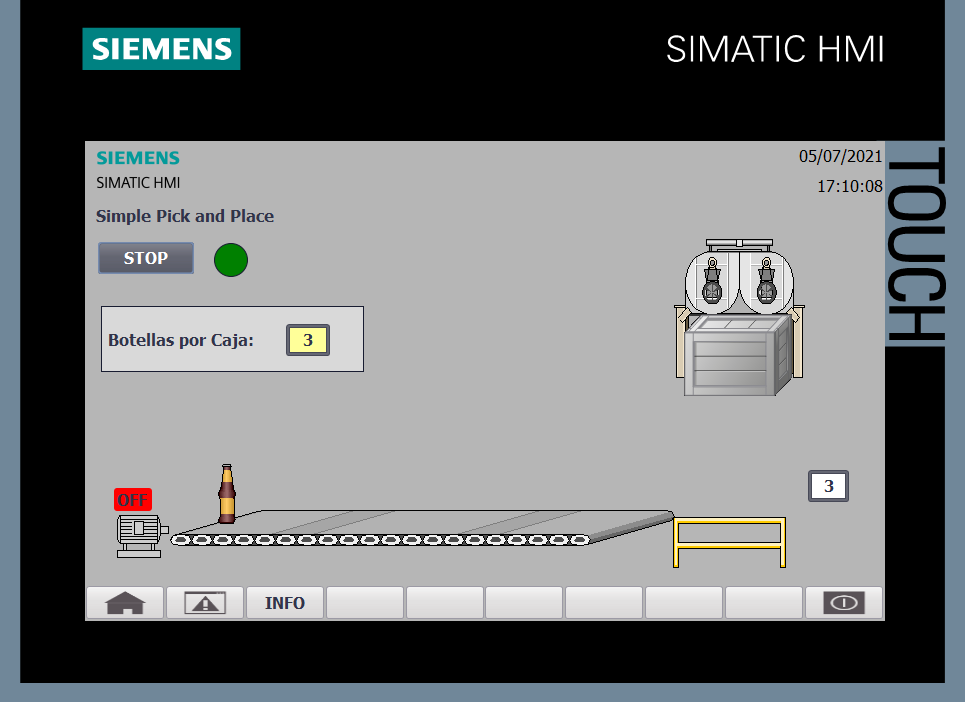 SIEMENS
SIMATIC HMI
TOUCH
SIEMENS
05/07/2021
SIMATIC HMI
17:10:08
Simple Pick and Place
STOP
Botellas por Caja: 3
OFF
3
INFO